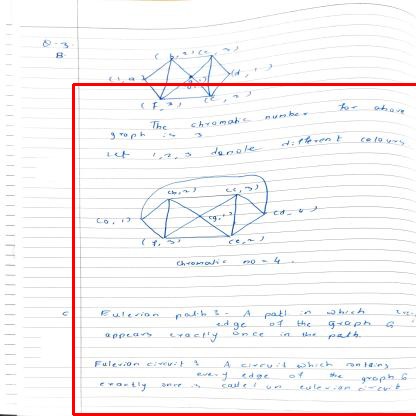 Q.3
B.
(b, 2) (c, 3)
(g, 1)
(d, 1)
(f, 3) (e, 2)
The chromatic number for above
graph is 3.
Let 1, 2, 3 denote different colours
(b, 2) (c, 3)
(a, 1) (g, 1) (d, 4)
(f, 3) (e, 2)
chromatic no = 4.
c Eulerian path :- A path in which
edge of the graph G
appears exactly once in the path.
Eulerian circuit : A circuit which contains
every edge of the graph G
exactly once is called an eulerian circuit